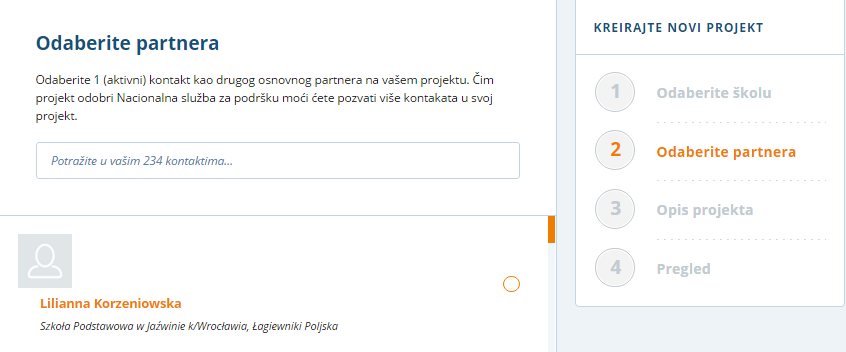 Odaberite partnera
Odaberite 1 (aktivni) kontakt kao drugog osnovnog partnera na vašem projektu. Čim
projekt odobri Nacionalna služba za podršku moći ćete pozvati više kontakata u svoj
projekt.
Potražite u vašim 234 kontaktima...
Lilianna Korzeniowska
Szkoła Podstawowa w Jaźwinie k/Wrocławia, Łagiewniki Poljska
KREIRAJTE NOVI PROJEKT
1 Odaberite školu
2 Odaberite partnera
3 Opis projekta
4 Pregled